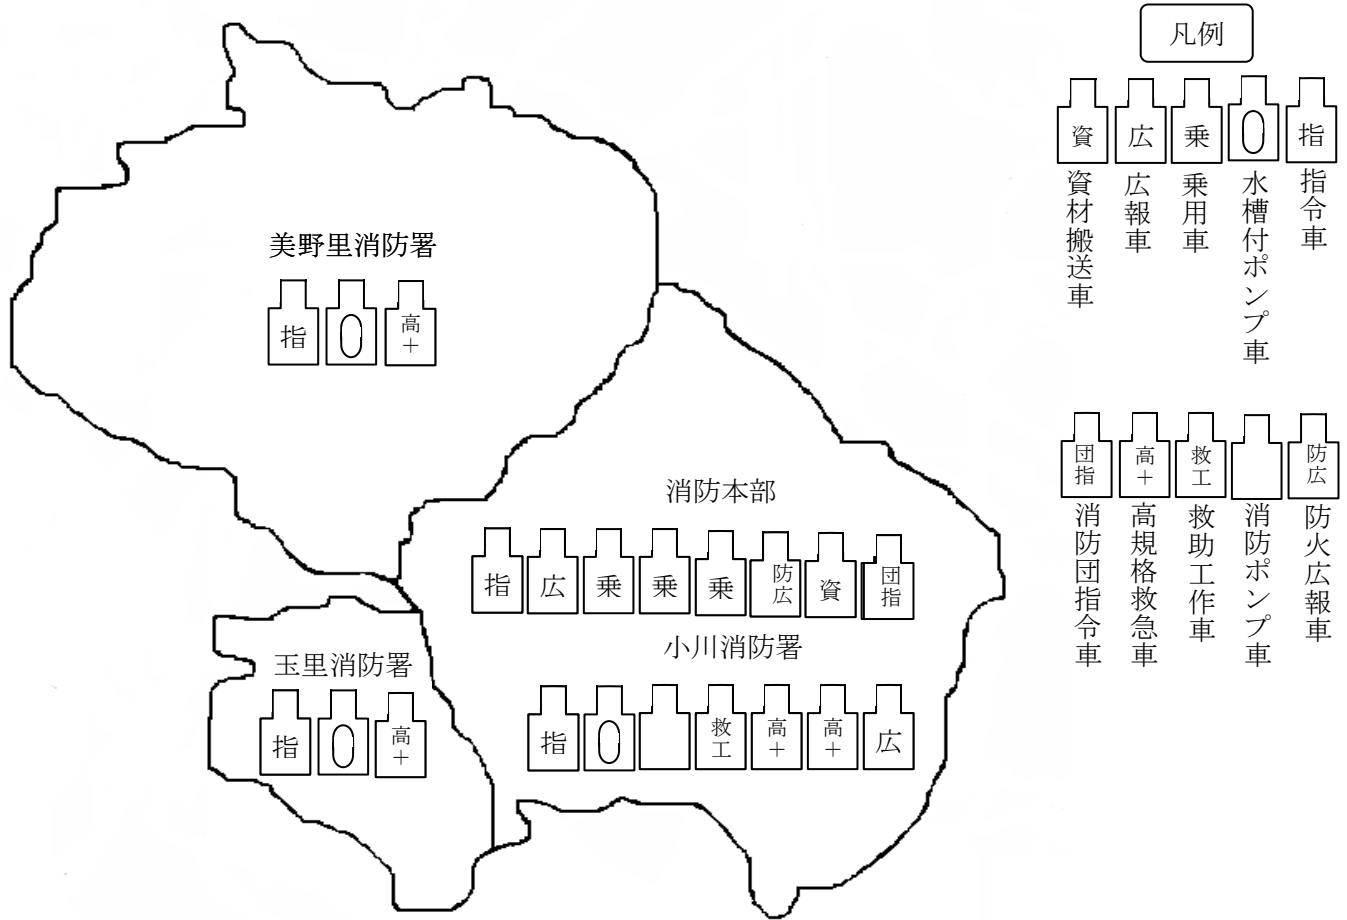 凡例
資 広 乗 指
資材搬送車
広報車
乗用車
水槽付ポンプ車
指令車
団指 高＋ 救工 防広
消防団指令車
高規格救急車
救助工作車
消防ポンプ車
防火広報車
美野里消防署
指 高＋
消防本部
指 広 乗 乗 乗 防広 資 団指
小川消防署
指 救工 高＋ 高＋ 広
玉里消防署
指 高＋